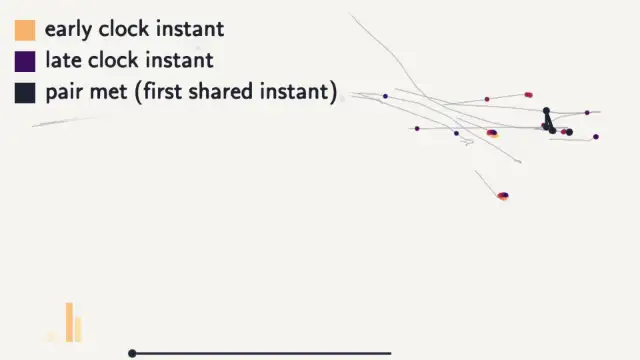 early clock instant
late clock instant
pair met (first shared instant)